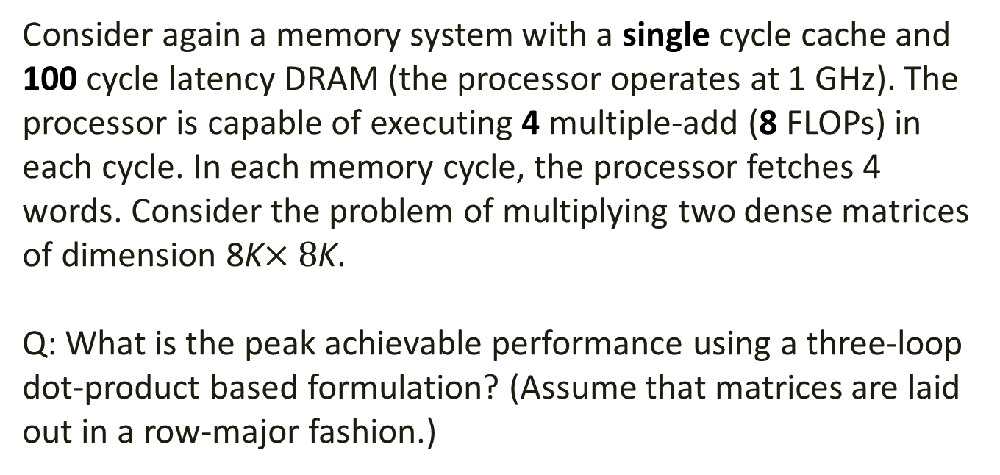 Consider again a memory system with a single cycle cache and
100 cycle latency DRAM (the processor operates at 1 GHz). The
processor is capable of executing 4 multiple-add (8 FLOPs) in
each cycle. In each memory cycle, the processor fetches 4
words. Consider the problem of multiplying two dense matrices
of dimension 8K× 8K.
Q: What is the peak achievable performance using a three-loop
dot-product based formulation? (Assume that matrices are laid
out in a row-major fashion.)